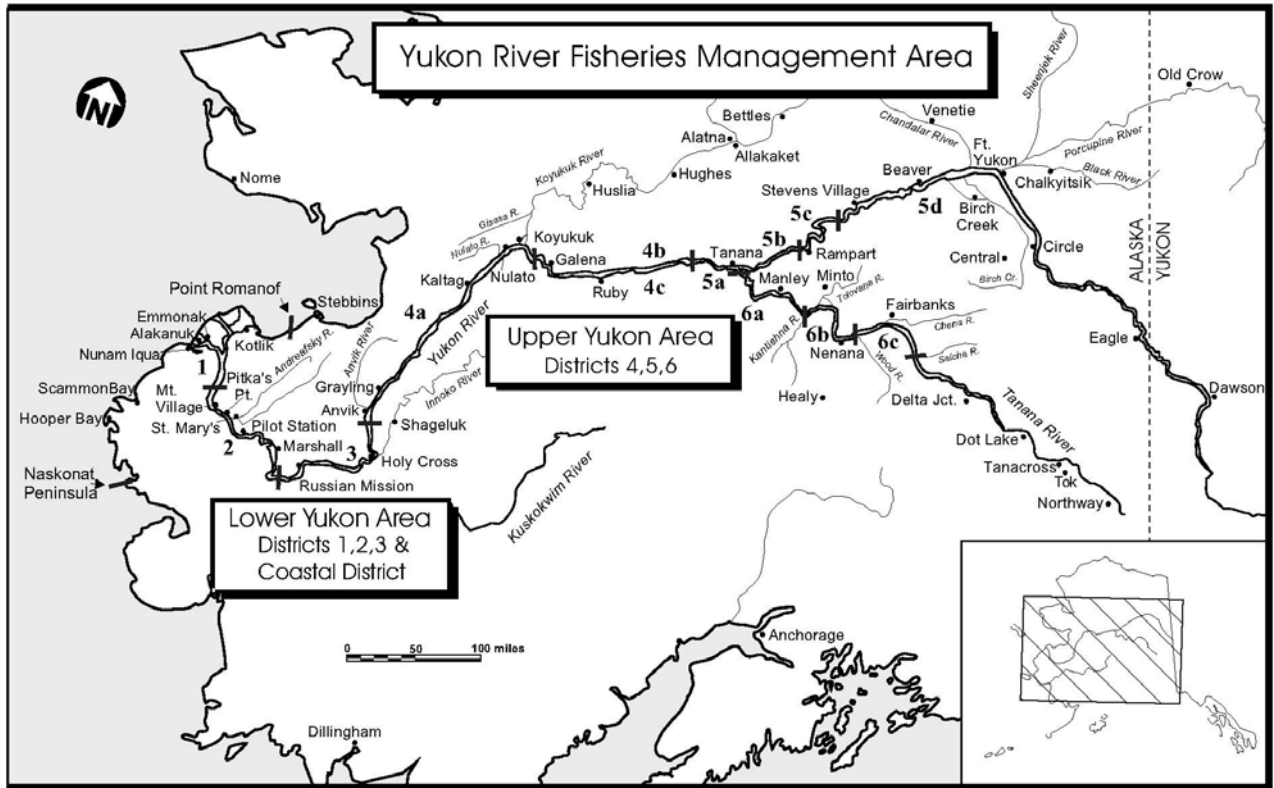 Yukon River Fisheries Management Area
N
Old Crow
Sheenjek River
Venetie
Bettles
Chandalar River
Porcupine River
Alatna
Allakaket
Ft.
Yukon
Black River
Nome
Koyukuk River
Hughes
Beaver
Chalkyitsik
Huslia
Stevens Village
5d
Birch
Creek
ALASKA
YUKON
Gisasa R.
5c
Nulato R.
Koyukuk
4b
Tanana
5b
Rampart
Central
Circle
Galena
Nulato
Kaltag
Ruby
4c
5a
Manley
Minto
Birch Cr.
Point Romanof
Stebbins
Tolovana R.
Emmonak
Alakanuk
Kotlik
4a
Yukon River
6a
Fairbanks
Chena R.
Upper Yukon Area
Districts 4,5,6
Kantishna R.
6b
6c
Nunam Iqua
Andreafsky R.
Anvik River
Nenana
Wood R.
Salcha R.
Eagle
1
Pitka's
Pt.
Scammon Bay
Mt.
Village
Grayling
Innoko River
Anvik
Healy
Delta Jct.
Dawson
Hooper Bay
St. Mary's
Pilot Station
Shageluk
2
Marshall
3
Holy Cross
Dot Lake
Tanana River
Naskonat
Peninsula
Russian Mission
Tanacross
Tok
Northway
Kuskokwim River
Lower Yukon Area
Districts 1,2,3 &
Coastal District
0 50 100 miles
Anchorage
Dillingham